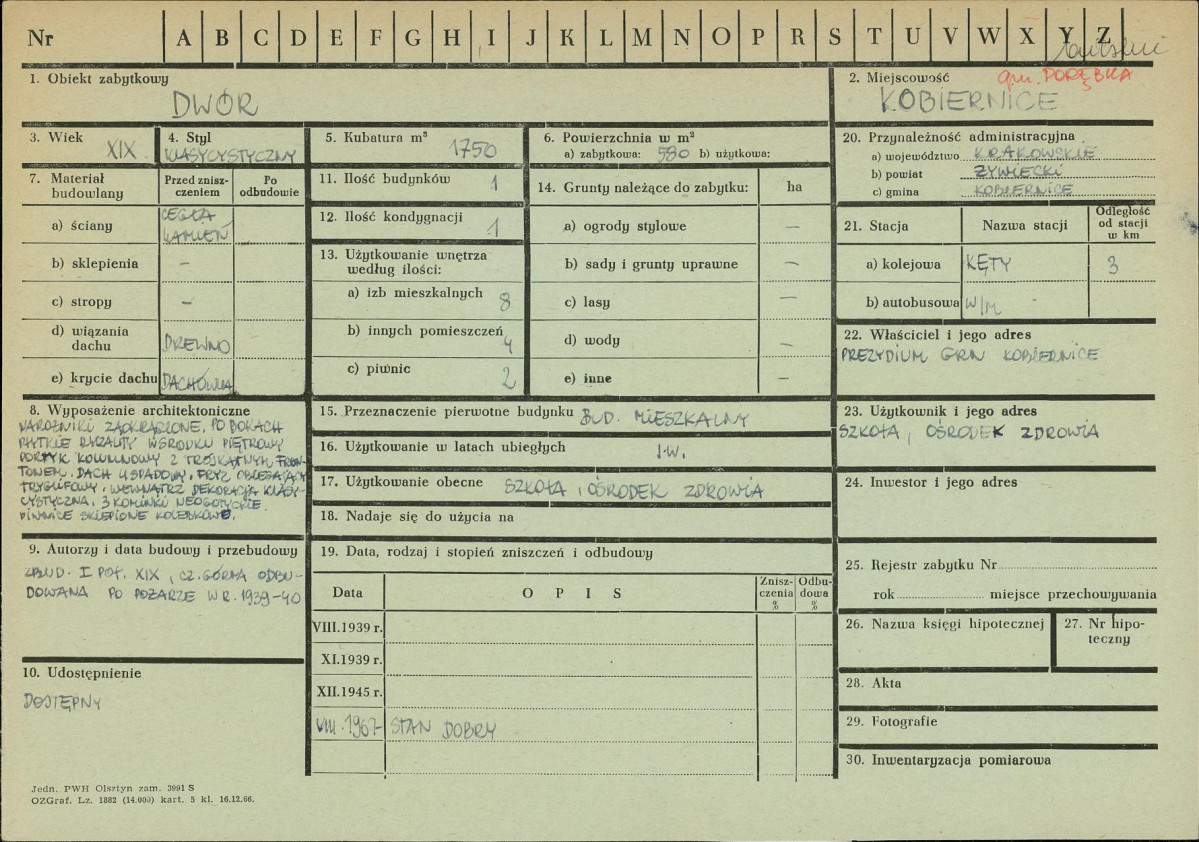 Nr A B C D E F G H I J K L M N O P R S T U V W X Y Z
1. Obiekt zabytkowy
DWÓR
2. Miejscowość
gm. PORĘBKA
KOBIERNICE
3. Wiek
XIX
4. Styl
KLASYCYSTYCZNY
5. Kubatura m³
1750
6. Powierzchnia w m²
a) zabytkowa: 580 b) użytkowa:
7. Materiał budowlany
Przed znisz-
czeniem
Po
odbudowie
a) ściany CEGŁA
KAMIEŃ
b) sklepienia –
c) stropy –
d) wiązania
dachu DREWNO
e) krycie dachu DACHÓWKA
8. Wyposażenie architektoniczne
NAROŻNIKI ZAOKRĄGLONE, PO BOKACH
PŁYTKIE RYZALITY W ŚRODKU PIĘTROWY
PORTYK KOLUMNOWY Z TRÓJKĄTNYM FRON-
TONEM. DACH 4 SPADOWY, FRYZ OBIEGAJĄCY
TRYGLIFOWY. WEWNĄTRZ DEKORACJA KLASY-
CYSTYCZNA. 3 KOMINKI NEOGOTYCKIE.
PIWNICE SKLEPIONE KOLEBKOWE.
9. Autorzy i data budowy i przebudowy
ZBUD. I POŁ. XIX, CZ. GÓRNA ODBU-
DOWANA PO POŻARZE W R. 1939-40
10. Udostępnienie
DOSTĘPNY
11. Ilość budynków 1
12. Ilość kondygnacji 1
13. Użytkowanie wnętrza
według ilości:
a) izb mieszkalnych 8
b) innych pomieszczeń 4
c) piwnic 2
14. Grunty należące do zabytku: ha
a) ogrody stylowe –
b) sady i grunty uprawne –
c) lasy –
d) wody –
e) inne –
15. Przeznaczenie pierwotne budynku BUD. MIESZKALNY
16. Użytkowanie w latach ubiegłych J.W.
17. Użytkowanie obecne SZKOŁA, OŚRODEK ZDROWIA
18. Nadaje się do użycia na
19. Data, rodzaj i stopień zniszczeń i odbudowy
Data OPIS Znisz-
czenia
% Odbu-
dowa
%
VIII.1939 r.
XI.1939 r.
XII.1945 r.
VIII.1967 STAN DOBRY
20. Przynależność administracyjna
a) województwo KRAKOWSKIE
b) powiat ŻYWIECKI
c) gmina KOBIERNICE
21. Stacja Nazwa stacji Odległość
od stacji
w km
a) kolejowa KĘTY 3
b) autobusowa W/M
22. Właściciel i jego adres
PREZYDIUM GRN KOBIERNICE
23. Użytkownik i jego adres
SZKOŁA, OŚRODEK ZDROWIA
24. Inwestor i jego adres
25. Rejestr zabytku Nr
rok miejsce przechowywania
26. Nazwa księgi hipotecznej
27. Nr hipo-
teczny
28. Akta
29. Fotografie
30. Inwentaryzacja pomiarowa
Jedn. PWH Olsztyn zam. 3991 S
OZGraf. Lz. 1882 (14.000) kart. 5 kl. 16.12.66.